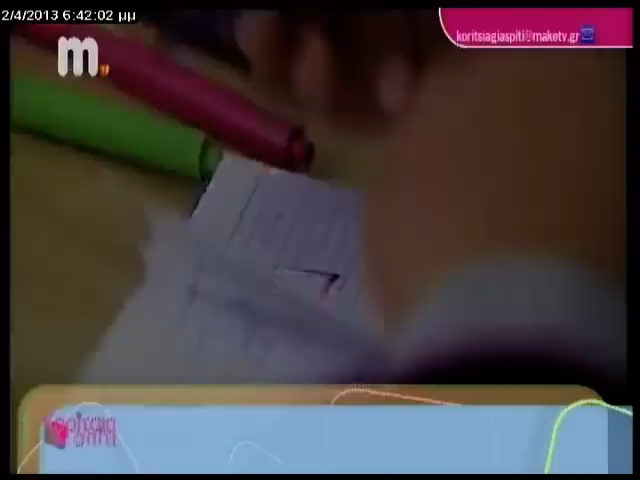 2/4/2013 6:42:02 μμ
koritsiagiaspiti@maketv.gr
m.